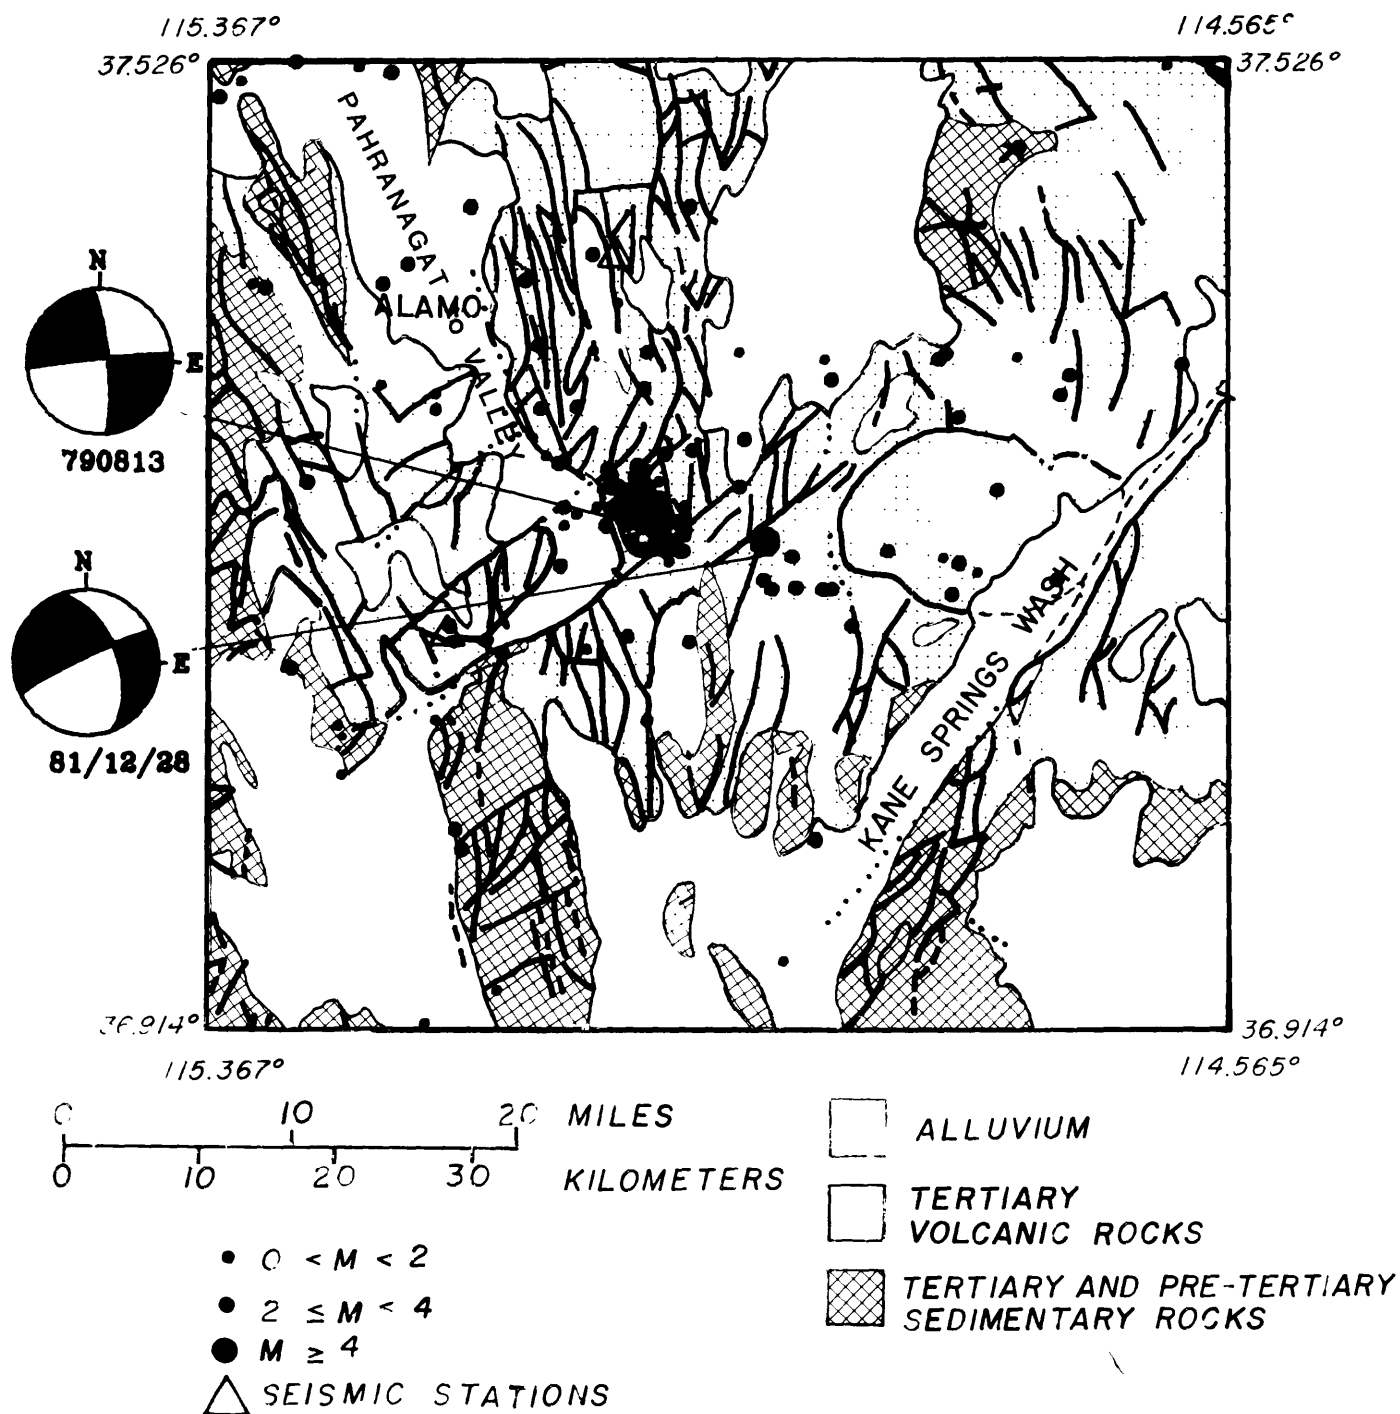 115.367°
114.565°
37.526°
37.526°
PAHRANAGAT
VALLEY
ALAMO
N
E
790813
N
E
81/12/28
KANE SPRINGS WASH
36.914°
36.914°
115.367°
114.565°
0 10 20 MILES
0 10 20 30 KILOMETERS
0 < M < 2
2 ≤ M < 4
M ≥ 4
SEISMIC STATIONS
ALLUVIUM
TERTIARY
VOLCANIC ROCKS
TERTIARY AND PRE-TERTIARY
SEDIMENTARY ROCKS